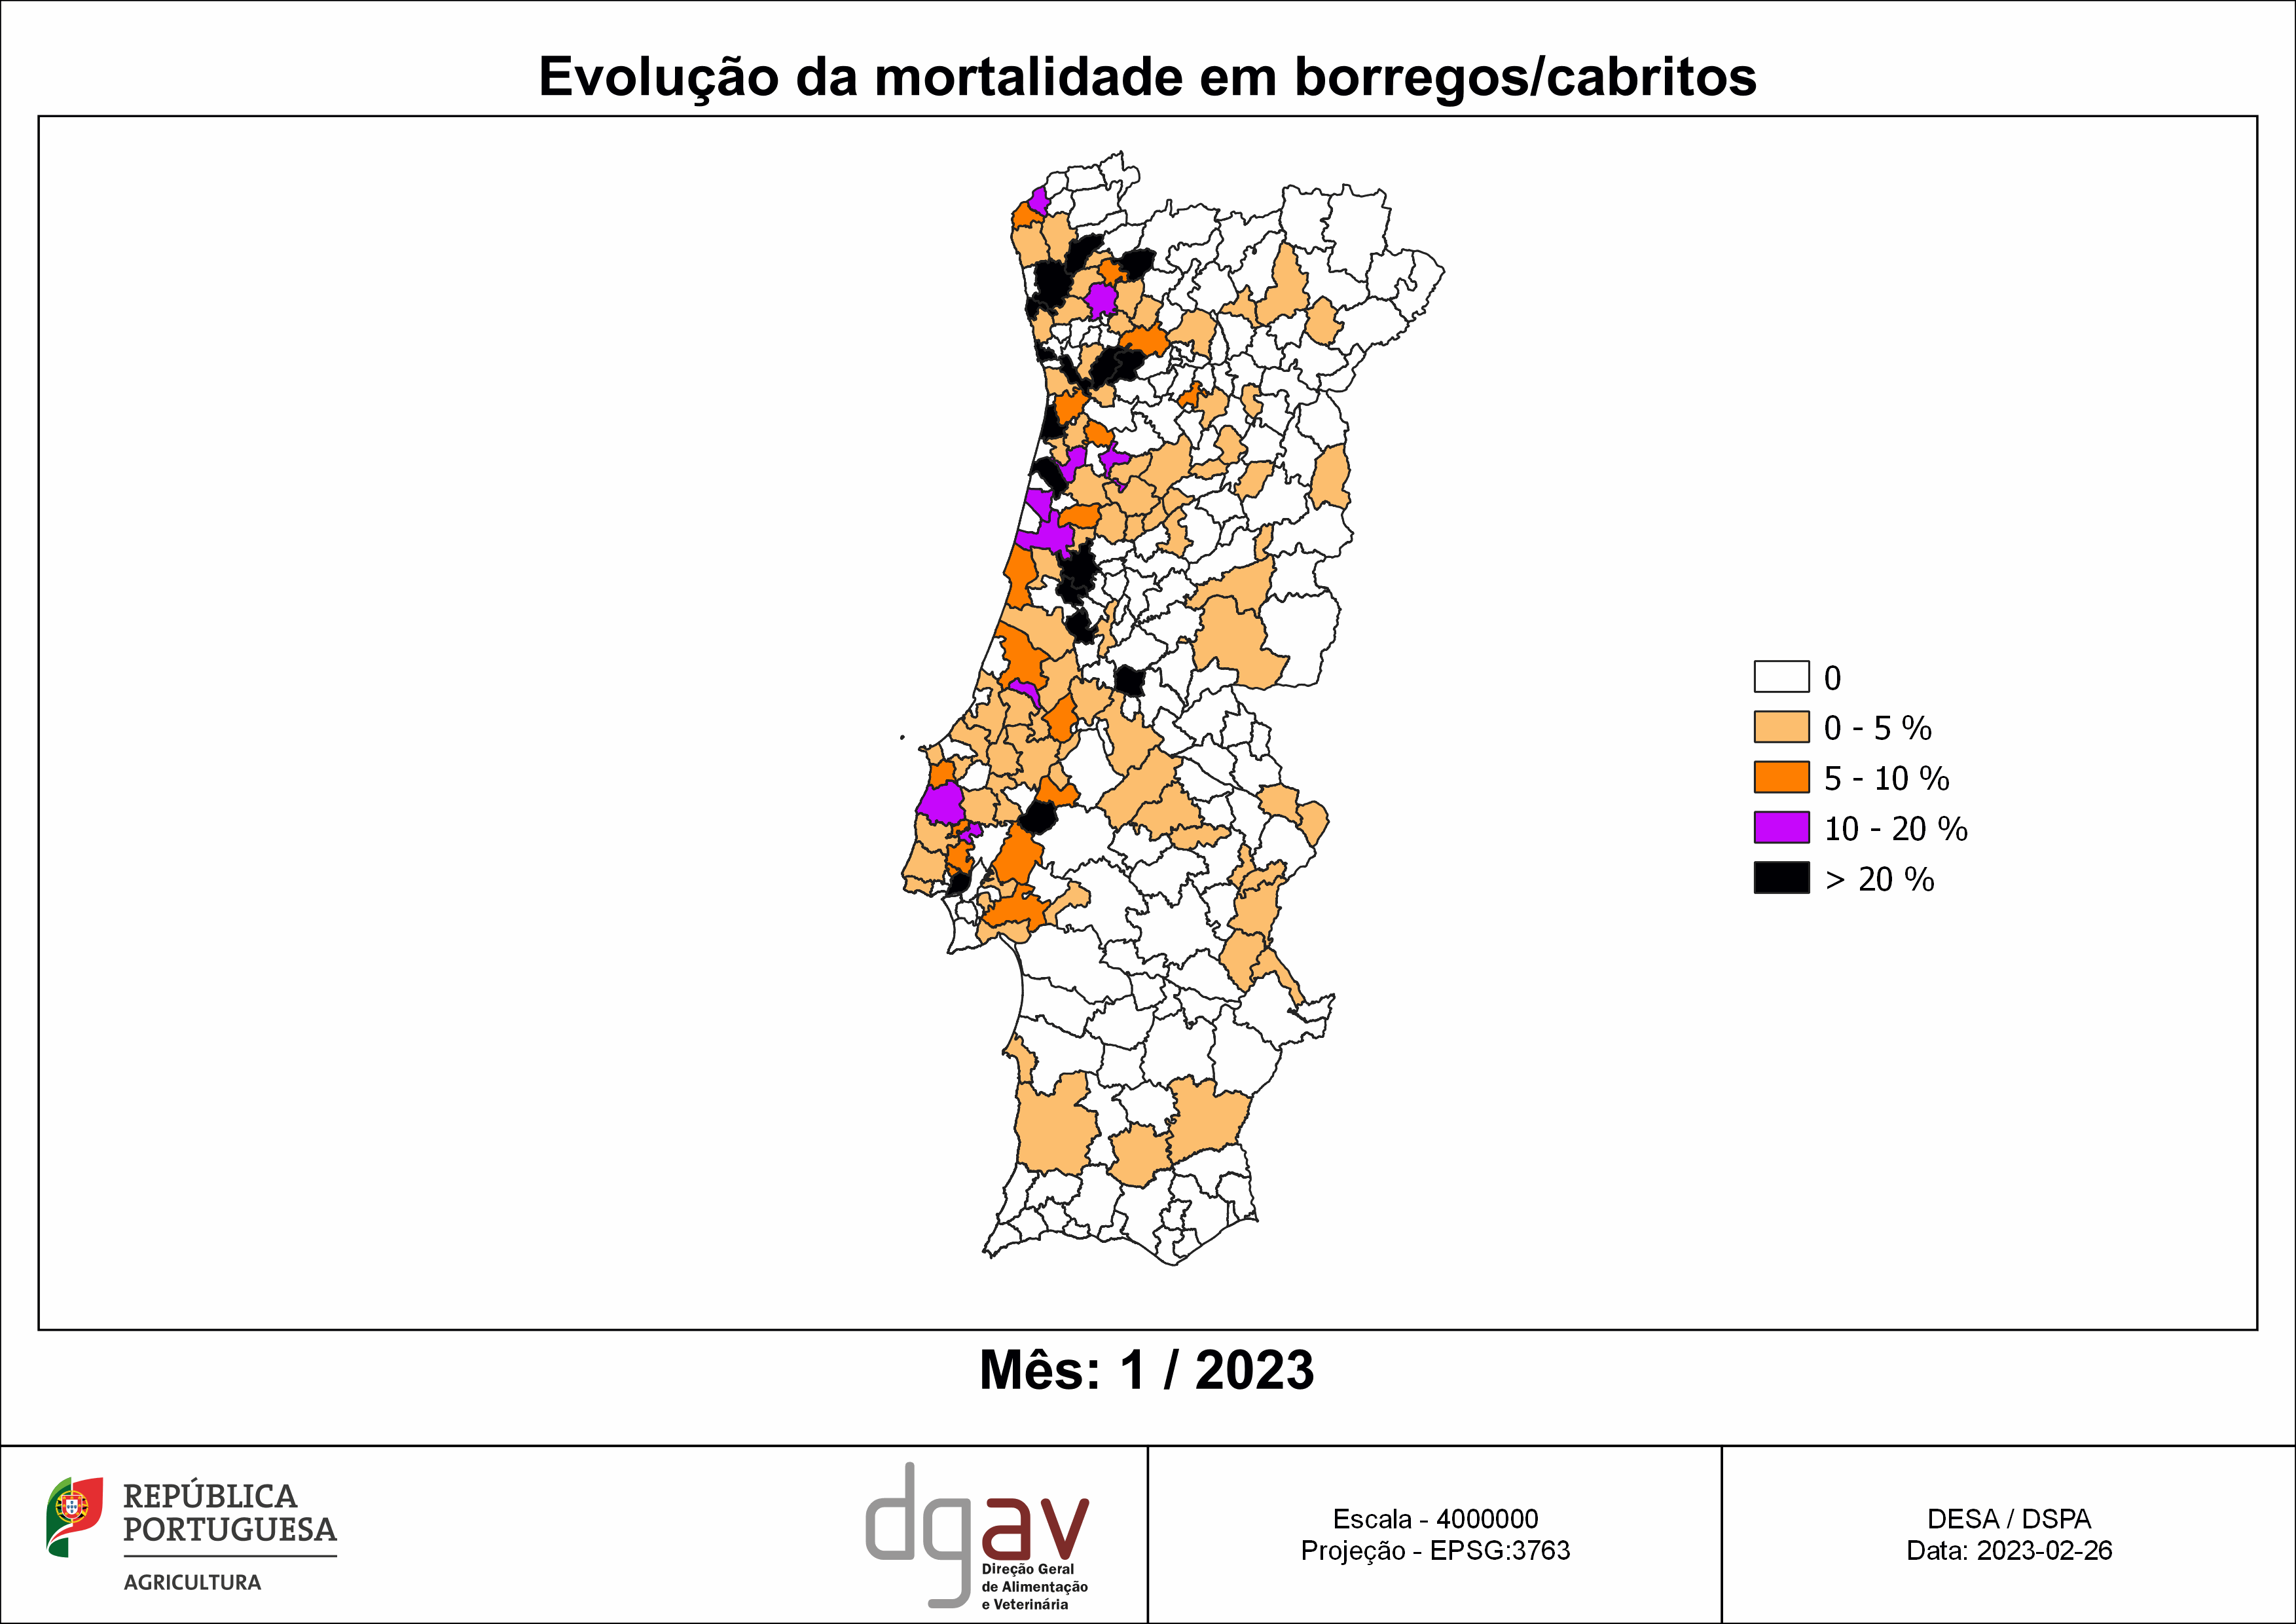 Evolução da mortalidade em borregos/cabritos
0
0 - 5 %
5 - 10 %
10 - 20 %
> 20 %
Mês: 1 / 2023
REPÚBLICA
PORTUGUESA
AGRICULTURA
dgav
Direção Geral
de Alimentação
e Veterinária
Escala - 4000000
Projeção - EPSG:3763
DESA / DSPA
Data: 2023-02-26